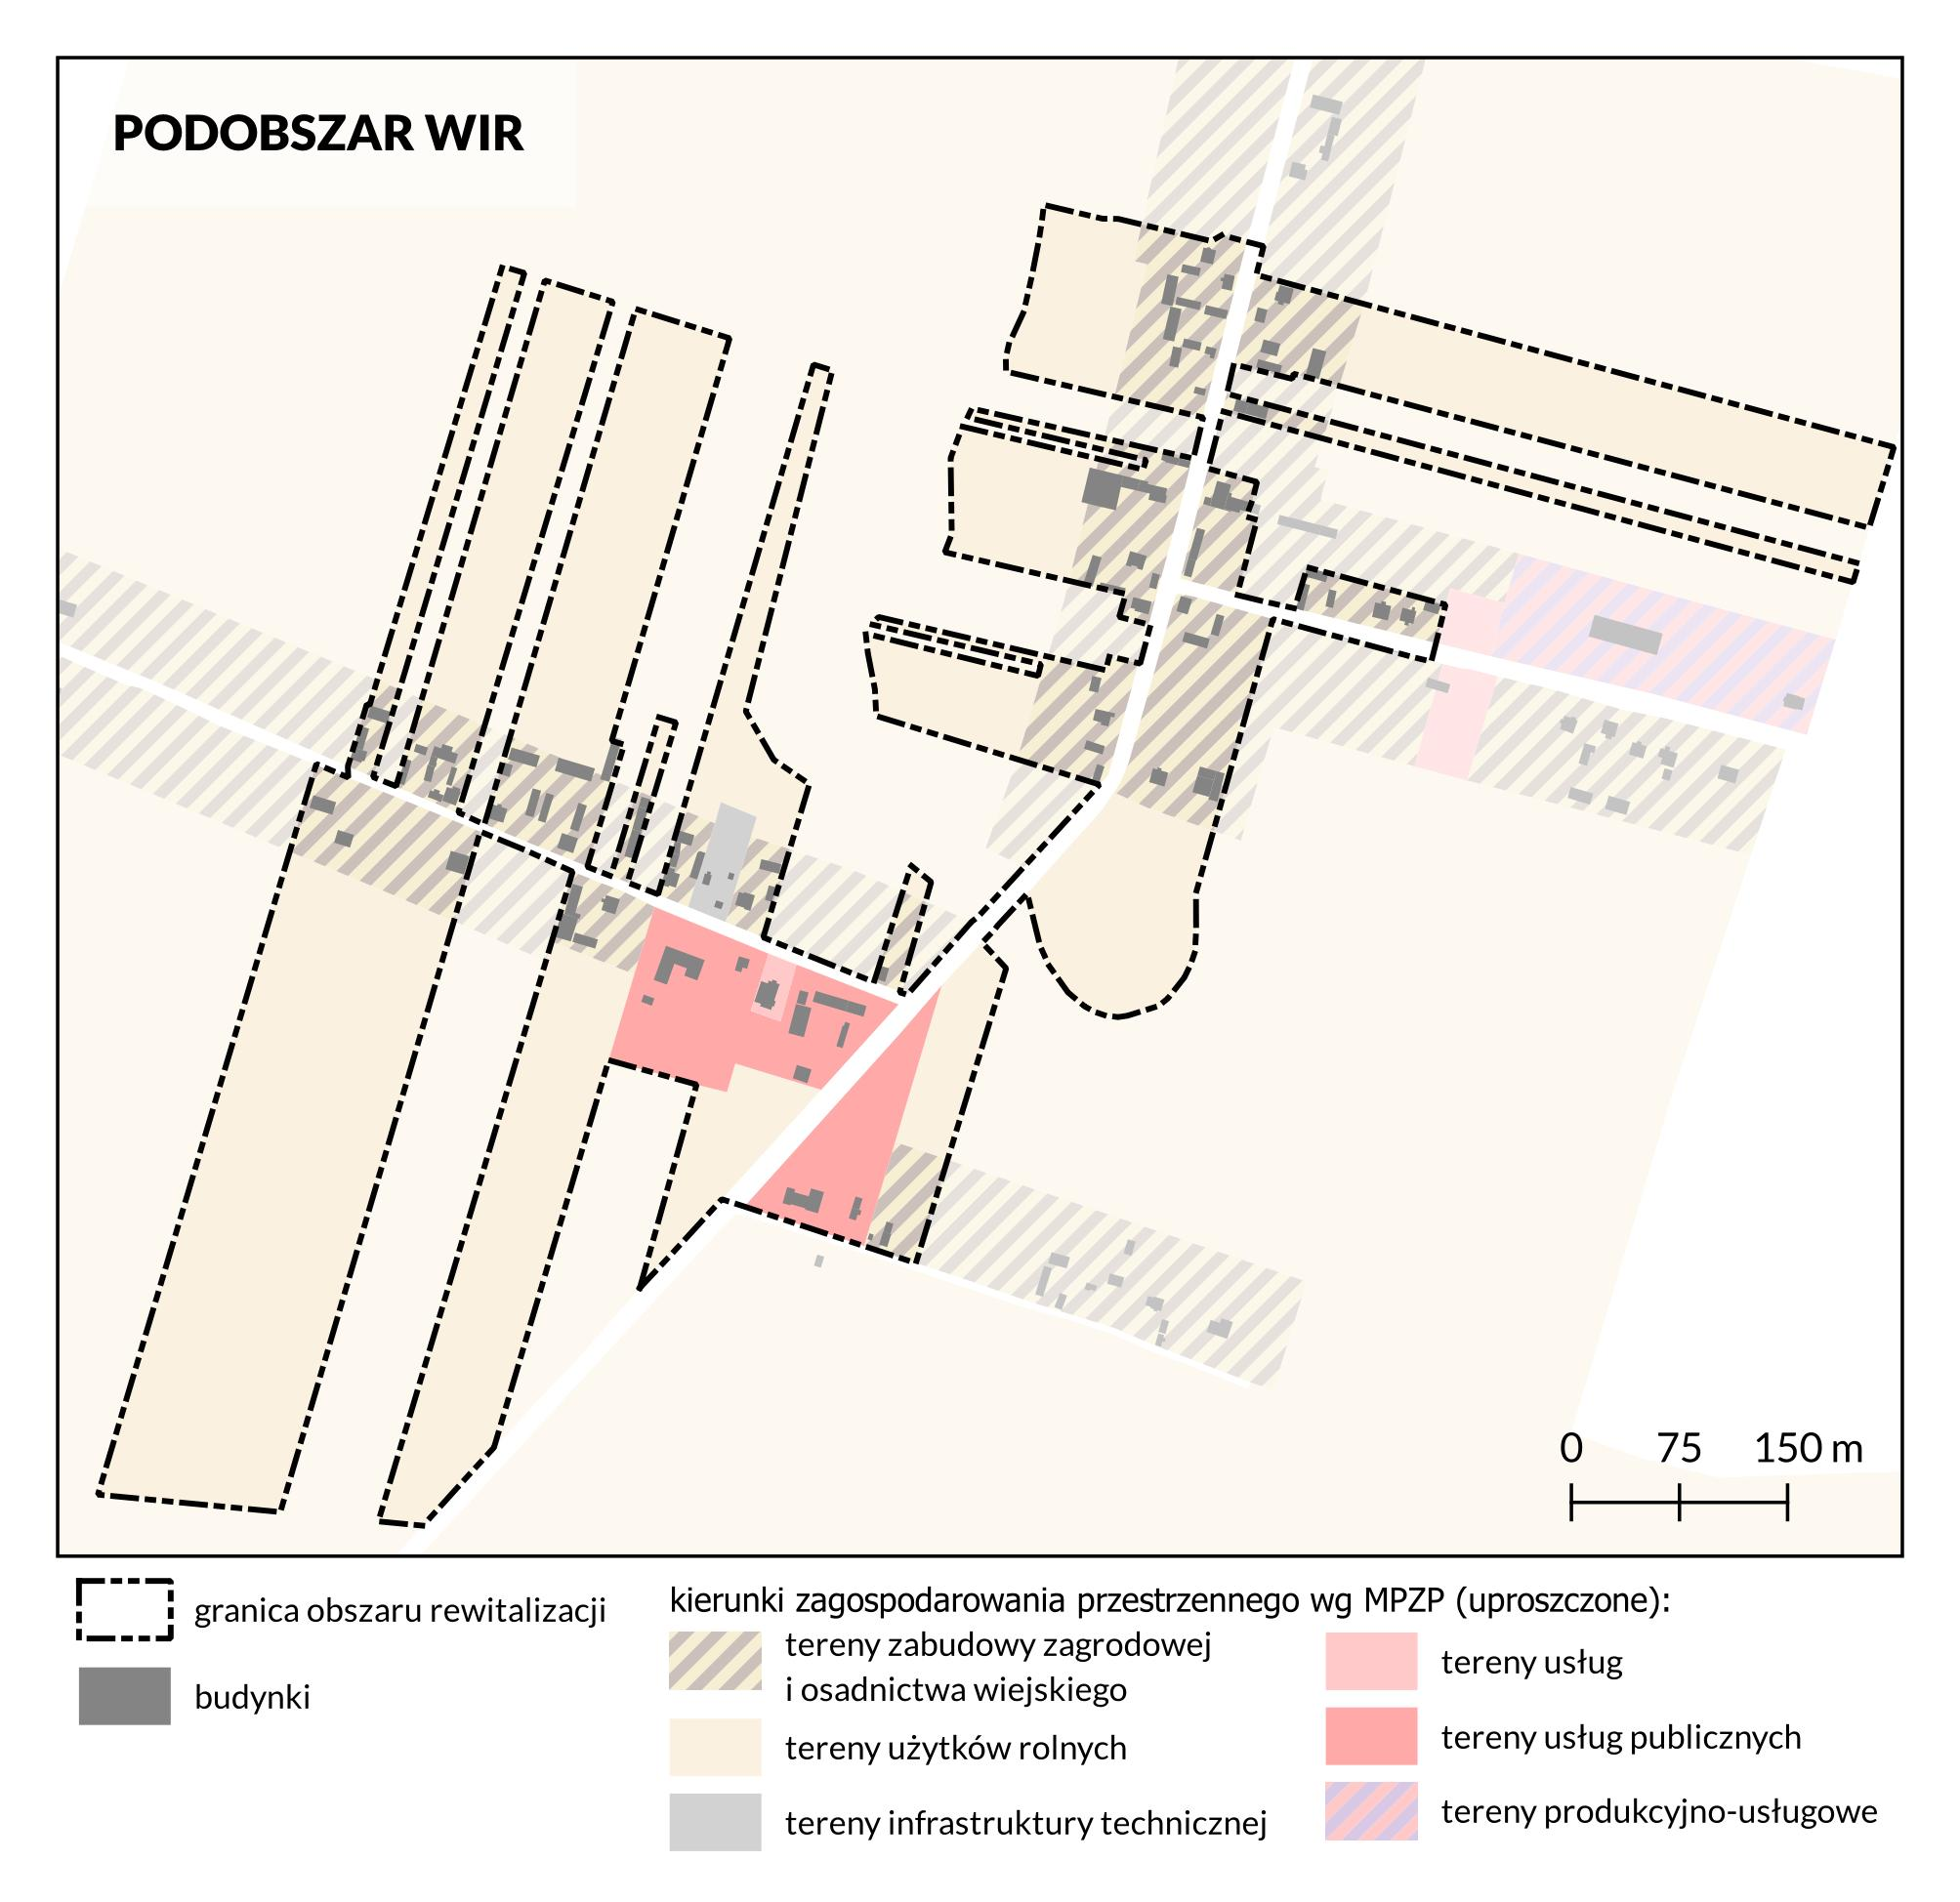 PODOBSZAR WIR
0 75 150 m
granica obszaru rewitalizacji
budynki
kierunki zagospodarowania przestrzennego wg MPZP (uproszczone):
tereny zabudowy zagrodowej
i osadnictwa wiejskiego
tereny użytków rolnych
tereny infrastruktury technicznej
tereny usług
tereny usług publicznych
tereny produkcyjno-usługowe